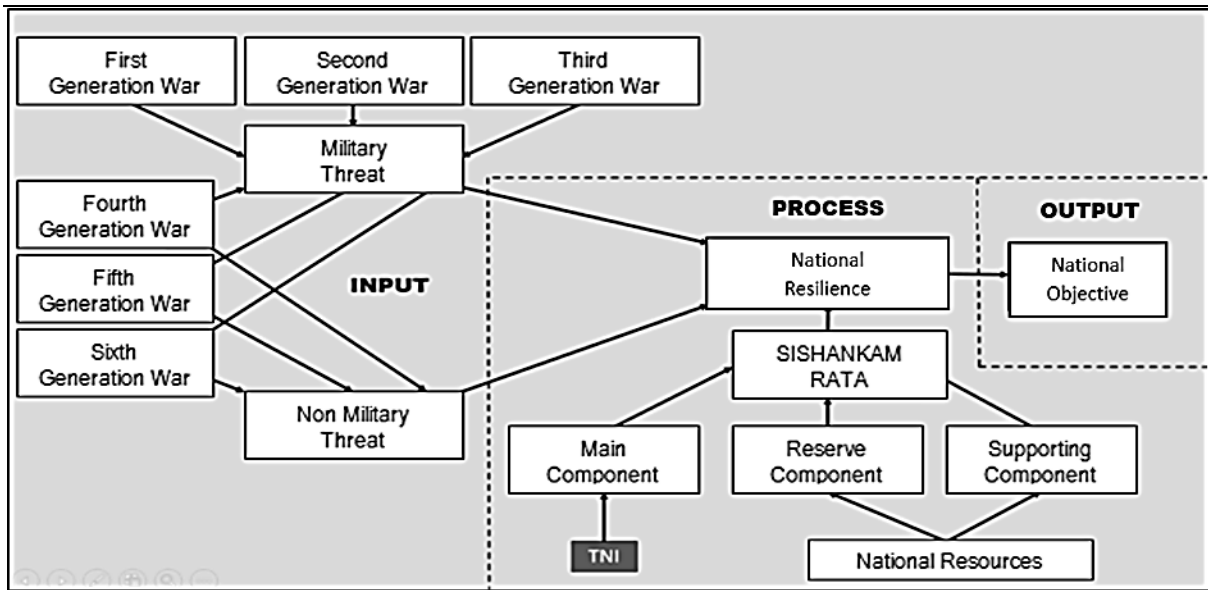 First
Generation War
Second
Generation War
Third
Generation War
Military
Threat
Fourth
Generation War
Fifth
Generation War
Sixth
Generation War
INPUT
Non Military
Threat
PROCESS
OUTPUT
National
Resilience
National
Objective
SISHANKAM
RATA
Main
Component
Reserve
Component
Supporting
Component
TNI
National Resources